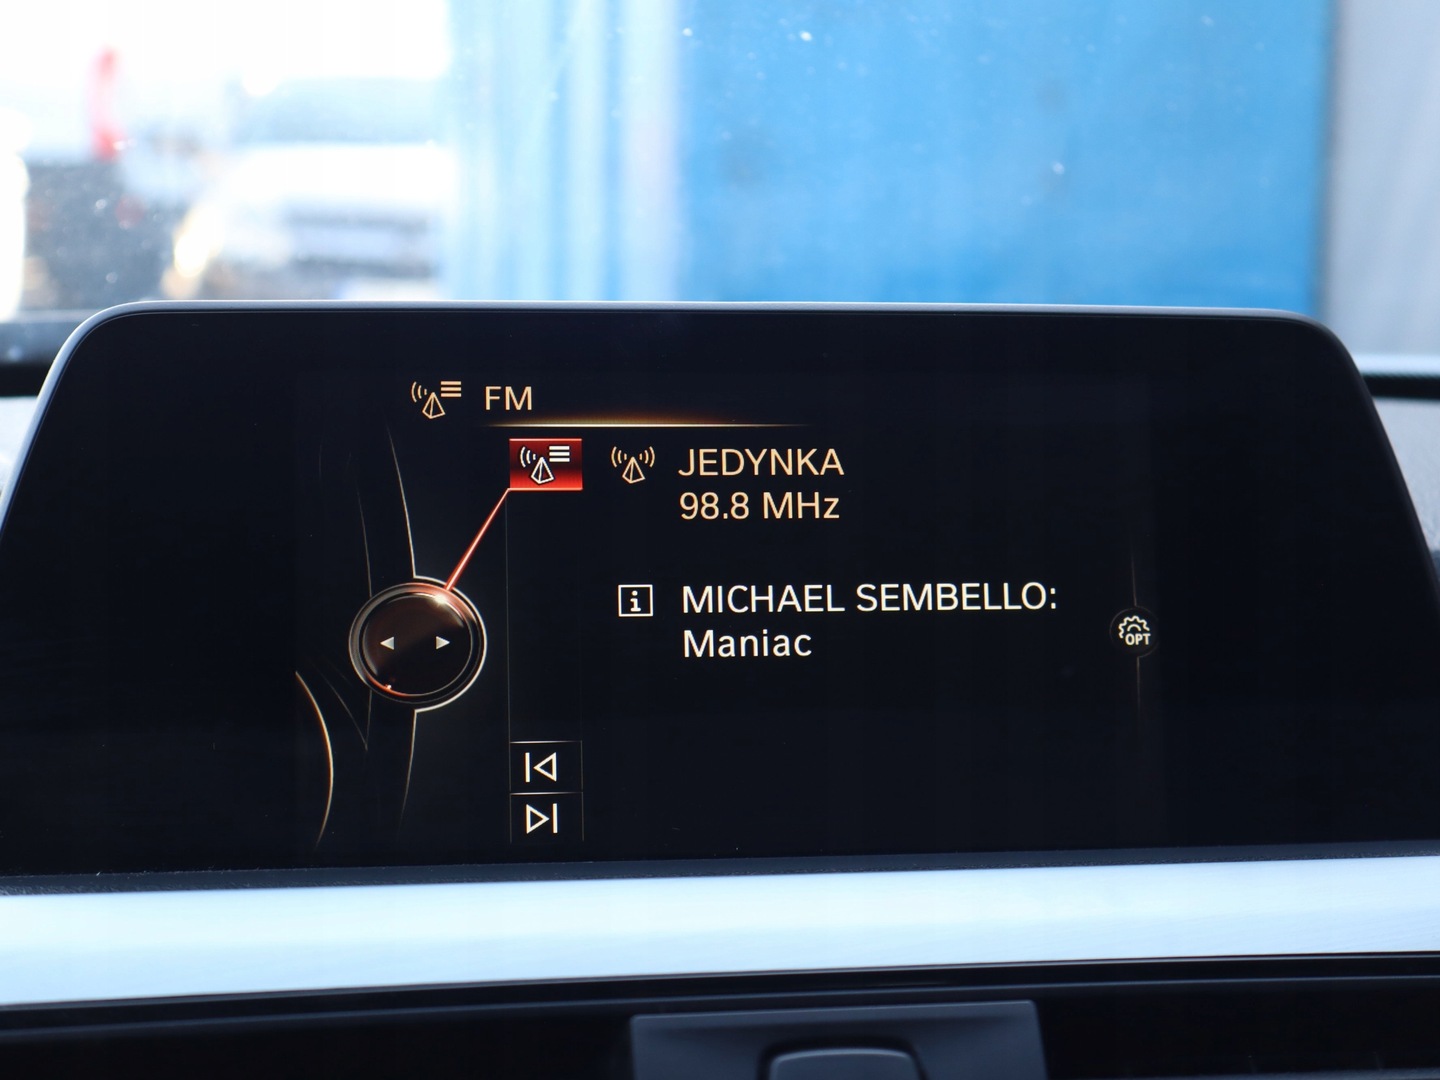 FM
JEDYNKA
98.8 MHz
MICHAEL SEMBELLO:
Maniac
OPT